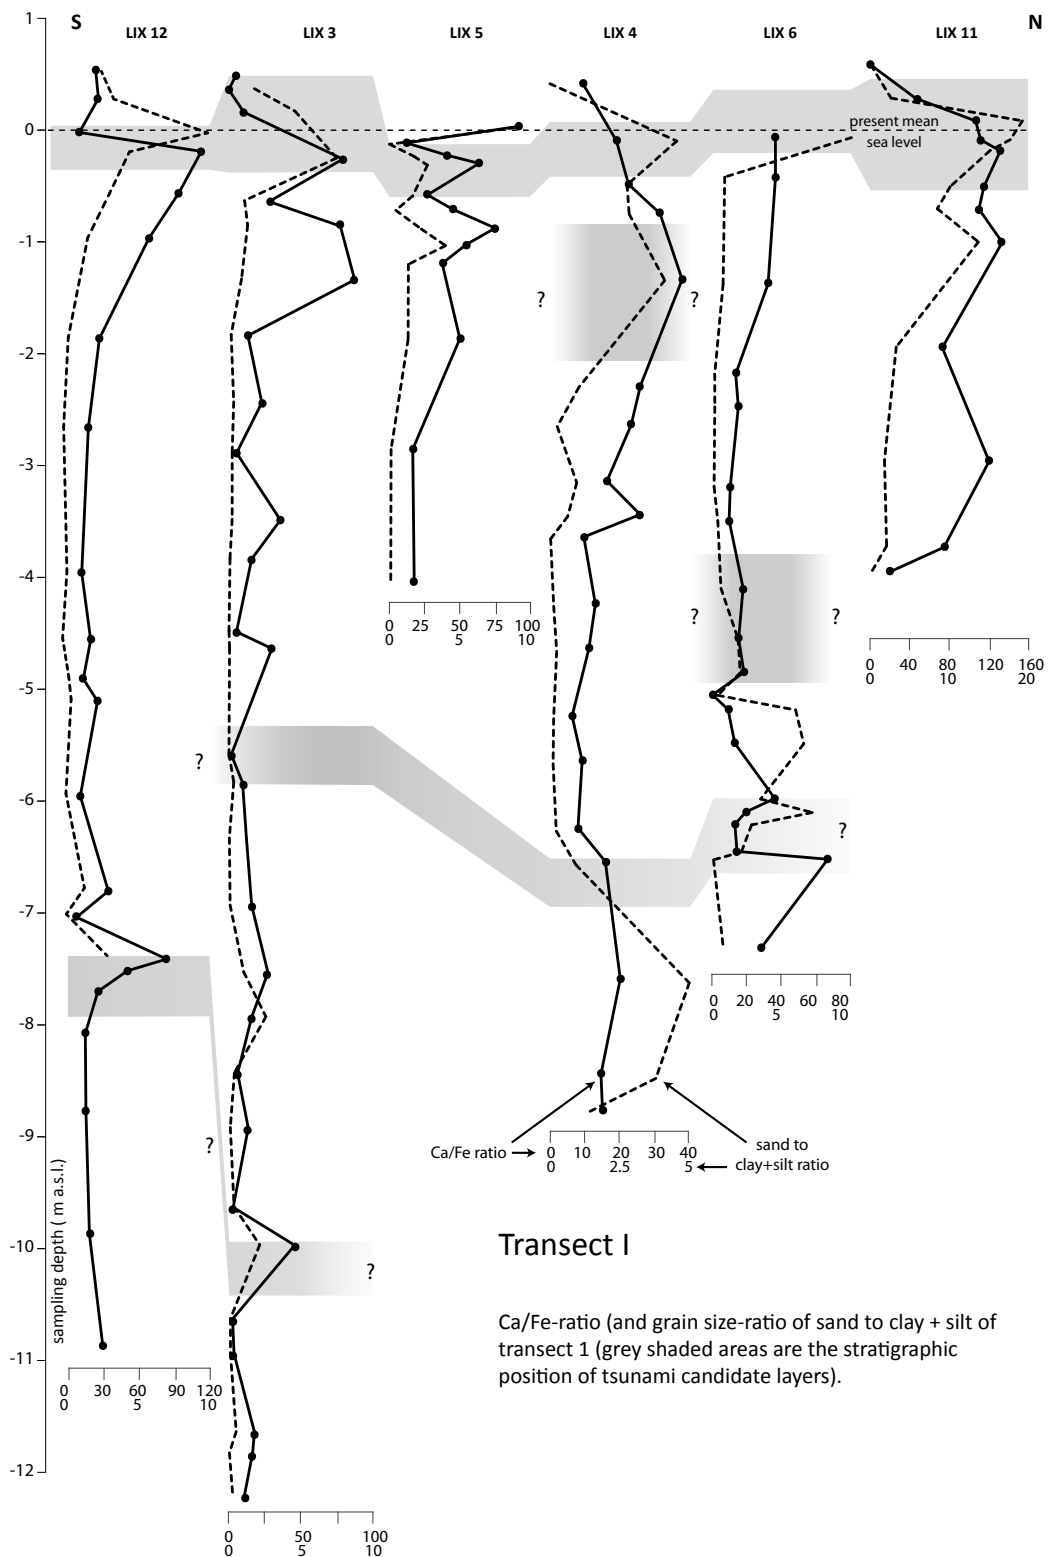 S
N
LIX 12
LIX 3
LIX 5
LIX 4
LIX 6
LIX 11
1
0
-1
-2
-3
-4
-5
-6
-7
-8
-9
-10
-11
-12
sampling depth ( m a.s.l.)
present mean
sea level
?
?
?
?
?
?
?
?
0 25 50 75 100
0 5 10
0 40 80 120 160
0 10 20
0 20 40 60 80
0 5 10
Ca/Fe ratio
0 10 20 30 40
0 2.5 5
sand to
clay+silt ratio
Transect I
Ca/Fe-ratio (and grain size-ratio of sand to clay + silt of
transect 1 (grey shaded areas are the stratigraphic
position of tsunami candidate layers).
0 30 60 90 120
0 5 10
0 50 100
0 5 10